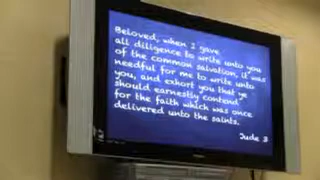 Beloved, when I gave
all dilligence to write unto you
of the common salvation, it was
needful for me to write unto
you, and exhort you that ye
should earnestly contend
for the faith which was once
delivered unto the saints.
Jude 3